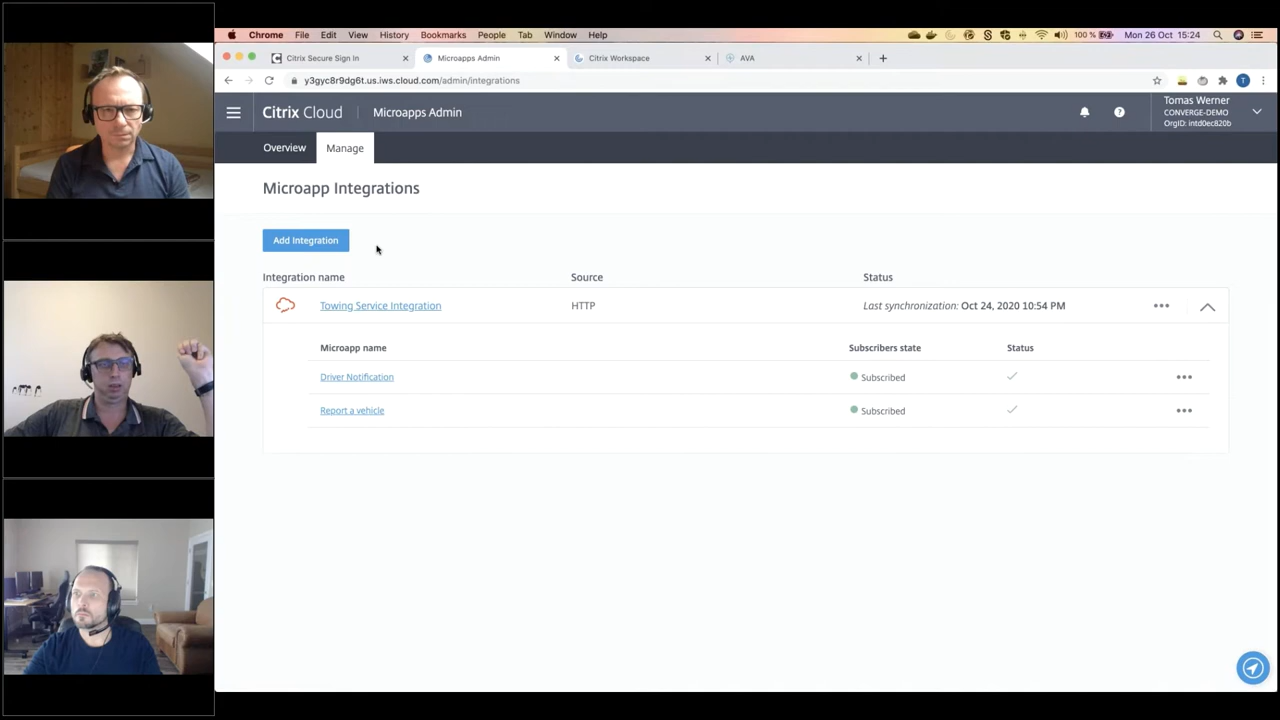 Chrome File Edit View History Bookmarks People Tab Window Help 100 % Mon 26 Oct 15:24
Citrix Secure Sign In
Microapps Admin
Citrix Workspace
AVA
y3gyc8r9dg6t.us.iws.cloud.com/admin/integrations
T
Citrix Cloud
Microapps Admin
Tomas Werner
CONVERGE-DEMO
OrgID: intd0ec820b
Overview
Manage
Microapp Integrations
Add Integration
Integration name Source Status
Towing Service Integration HTTP Last synchronization: Oct 24, 2020 10:54 PM
Microapp name Subscribers state Status
Driver Notification Subscribed
Report a vehicle Subscribed